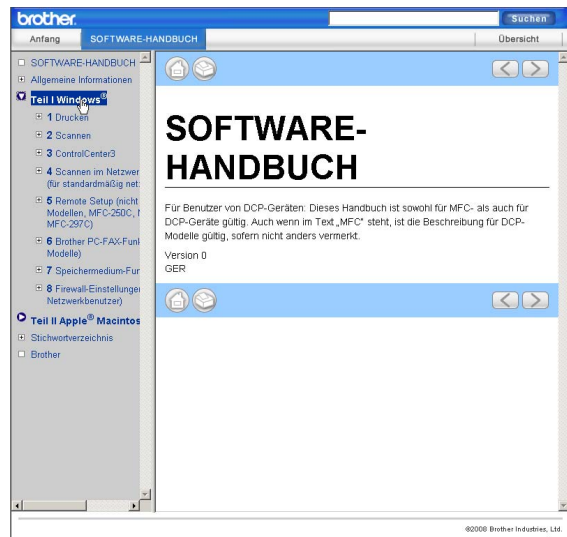 brother.
Suchen
Anfang
SOFTWARE-HANDBUCH
Übersicht
SOFTWARE-HANDBUCH
Allgemeine Informationen
Teil I Windows®
1 Drucken
2 Scannen
3 ControlCenter3
4 Scannen im Netzwer
(für standardmäßig net
5 Remote Setup (nicht
Modellen, MFC-250C, M
MFC-297C)
6 Brother PC-FAX-Funk
Modelle)
7 Speichermedium-Fur
8 Firewall-Einstellunger
Netzwerkbenutzer)
Teil II Apple® Macintos
Stichwortverzeichnis
Brother
SOFTWARE-
HANDBUCH
Für Benutzer von DCP-Geräten: Dieses Handbuch ist sowohl für MFC- als auch für
DCP-Geräte gültig. Auch wenn im Text „MFC“ steht, ist die Beschreibung für DCP-
Modelle gültig, sofern nicht anders vermerkt.
Version 0
GER
©2008 Brother Industries, Ltd.